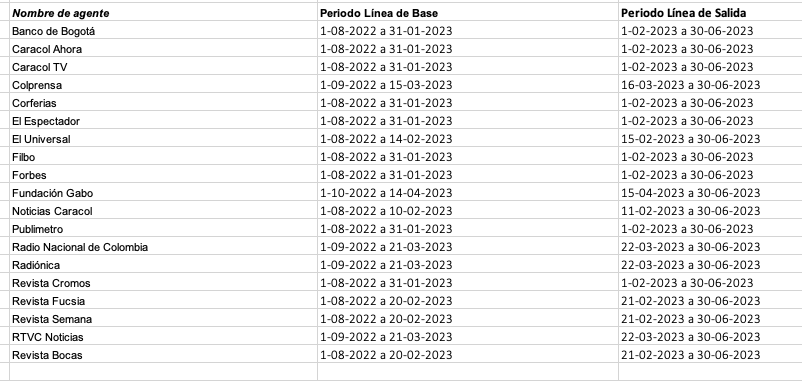 Nombre de agente Periodo Línea de Base Periodo Línea de Salida
Banco de Bogotá 1-08-2022 a 31-01-2023 1-02-2023 a 30-06-2023
Caracol Ahora 1-08-2022 a 31-01-2023 1-02-2023 a 30-06-2023
Caracol TV 1-08-2022 a 31-01-2023 1-02-2023 a 30-06-2023
Colprensa 1-09-2022 a 15-03-2023 16-03-2023 a 30-06-2023
Corferias 1-08-2022 a 31-01-2023 1-02-2023 a 30-06-2023
El Espectador 1-08-2022 a 31-01-2023 1-02-2023 a 30-06-2023
El Universal 1-08-2022 a 14-02-2023 15-02-2023 a 30-06-2023
Filbo 1-08-2022 a 31-01-2023 1-02-2023 a 30-06-2023
Forbes 1-08-2022 a 31-01-2023 1-02-2023 a 30-06-2023
Fundación Gabo 1-10-2022 a 14-04-2023 15-04-2023 a 30-06-2023
Noticias Caracol 1-08-2022 a 10-02-2023 11-02-2023 a 30-06-2023
Publimetro 1-08-2022 a 31-01-2023 1-02-2023 a 30-06-2023
Radio Nacional de Colombia 1-09-2022 a 21-03-2023 22-03-2023 a 30-06-2023
Radiónica 1-09-2022 a 21-03-2023 22-03-2023 a 30-06-2023
Revista Cromos 1-08-2022 a 31-01-2023 1-02-2023 a 30-06-2023
Revista Fucsia 1-08-2022 a 20-02-2023 21-02-2023 a 30-06-2023
Revista Semana 1-08-2022 a 20-02-2023 21-02-2023 a 30-06-2023
RTVC Noticias 1-09-2022 a 21-03-2023 22-03-2023 a 30-06-2023
Revista Bocas 1-08-2022 a 20-02-2023 21-02-2023 a 30-06-2023